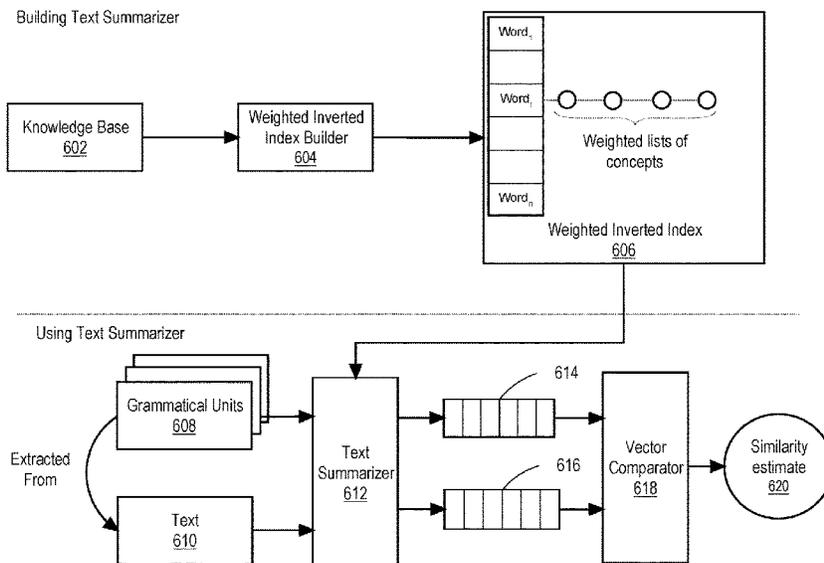 Building Text Summarizer
Knowledge Base
602
Weighted Inverted
Index Builder
604
Word₁
Wordᵢ
Wordₙ
Weighted lists of
concepts
Weighted Inverted Index
606
Using Text Summarizer
Grammatical Units
608
Extracted
From
Text
610
Text
Summarizer
612
614
616
Vector
Comparator
618
Similarity
estimate
620